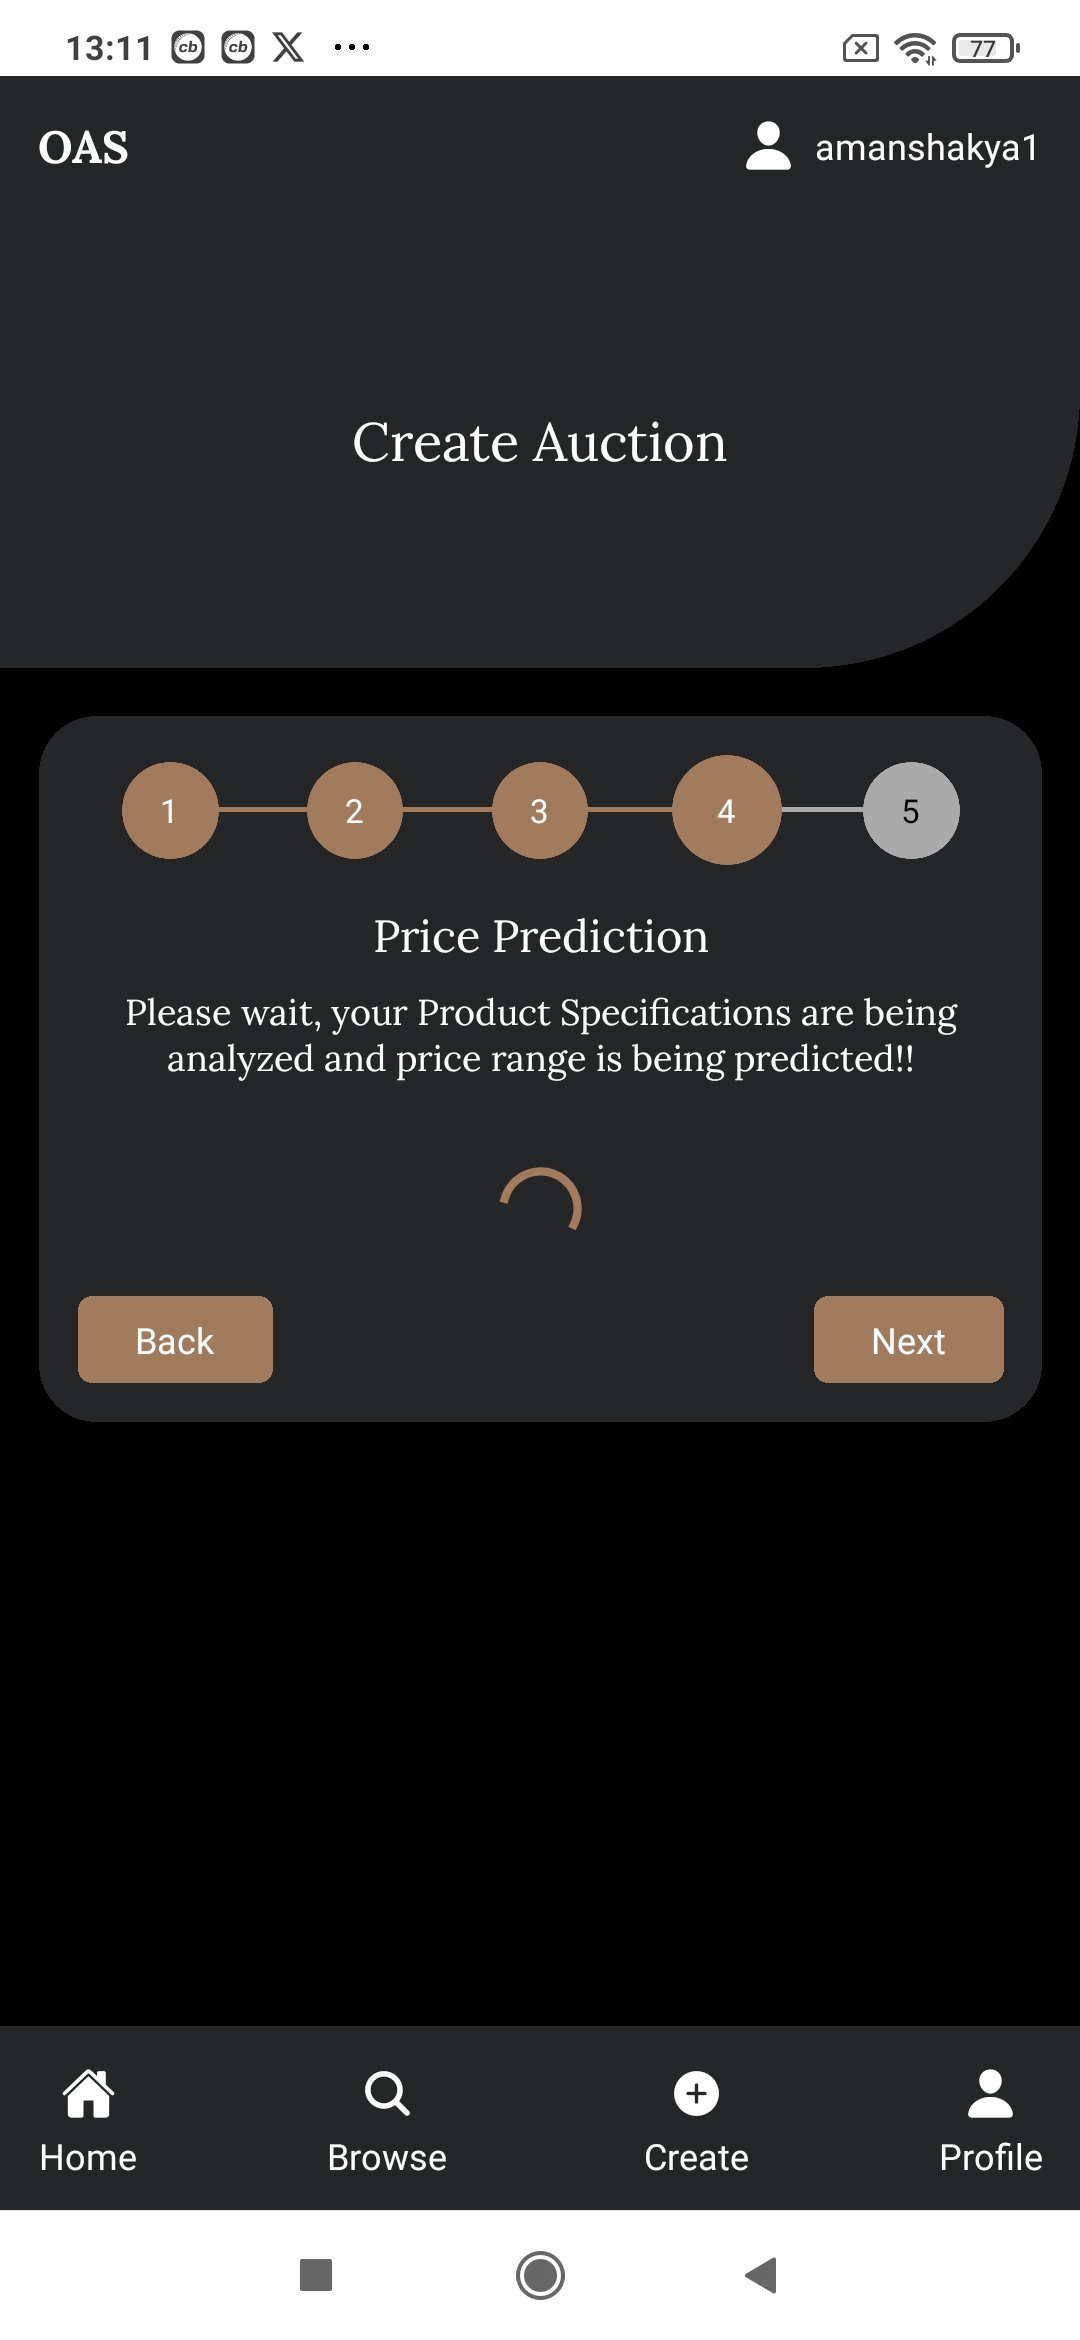 13:11 cb cb X ... 77
OAS amanshakya1
Create Auction
1 2 3 4 5
Price Prediction
Please wait, your Product Specifications are being
analyzed and price range is being predicted!!
Back Next
Home Browse Create Profile